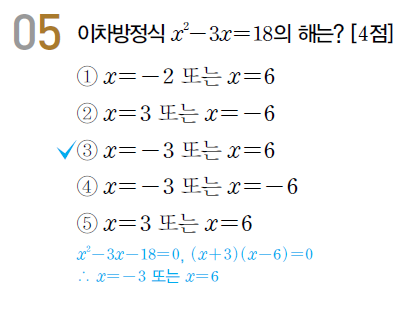 05 이차방정식 x²−3x=18의 해는? [4점]
① x=−2 또는 x=6
② x=3 또는 x=−6
③ x=−3 또는 x=6
④ x=−3 또는 x=−6
⑤ x=3 또는 x=6
x²−3x−18=0, (x+3)(x−6)=0
∴ x=−3 또는 x=6